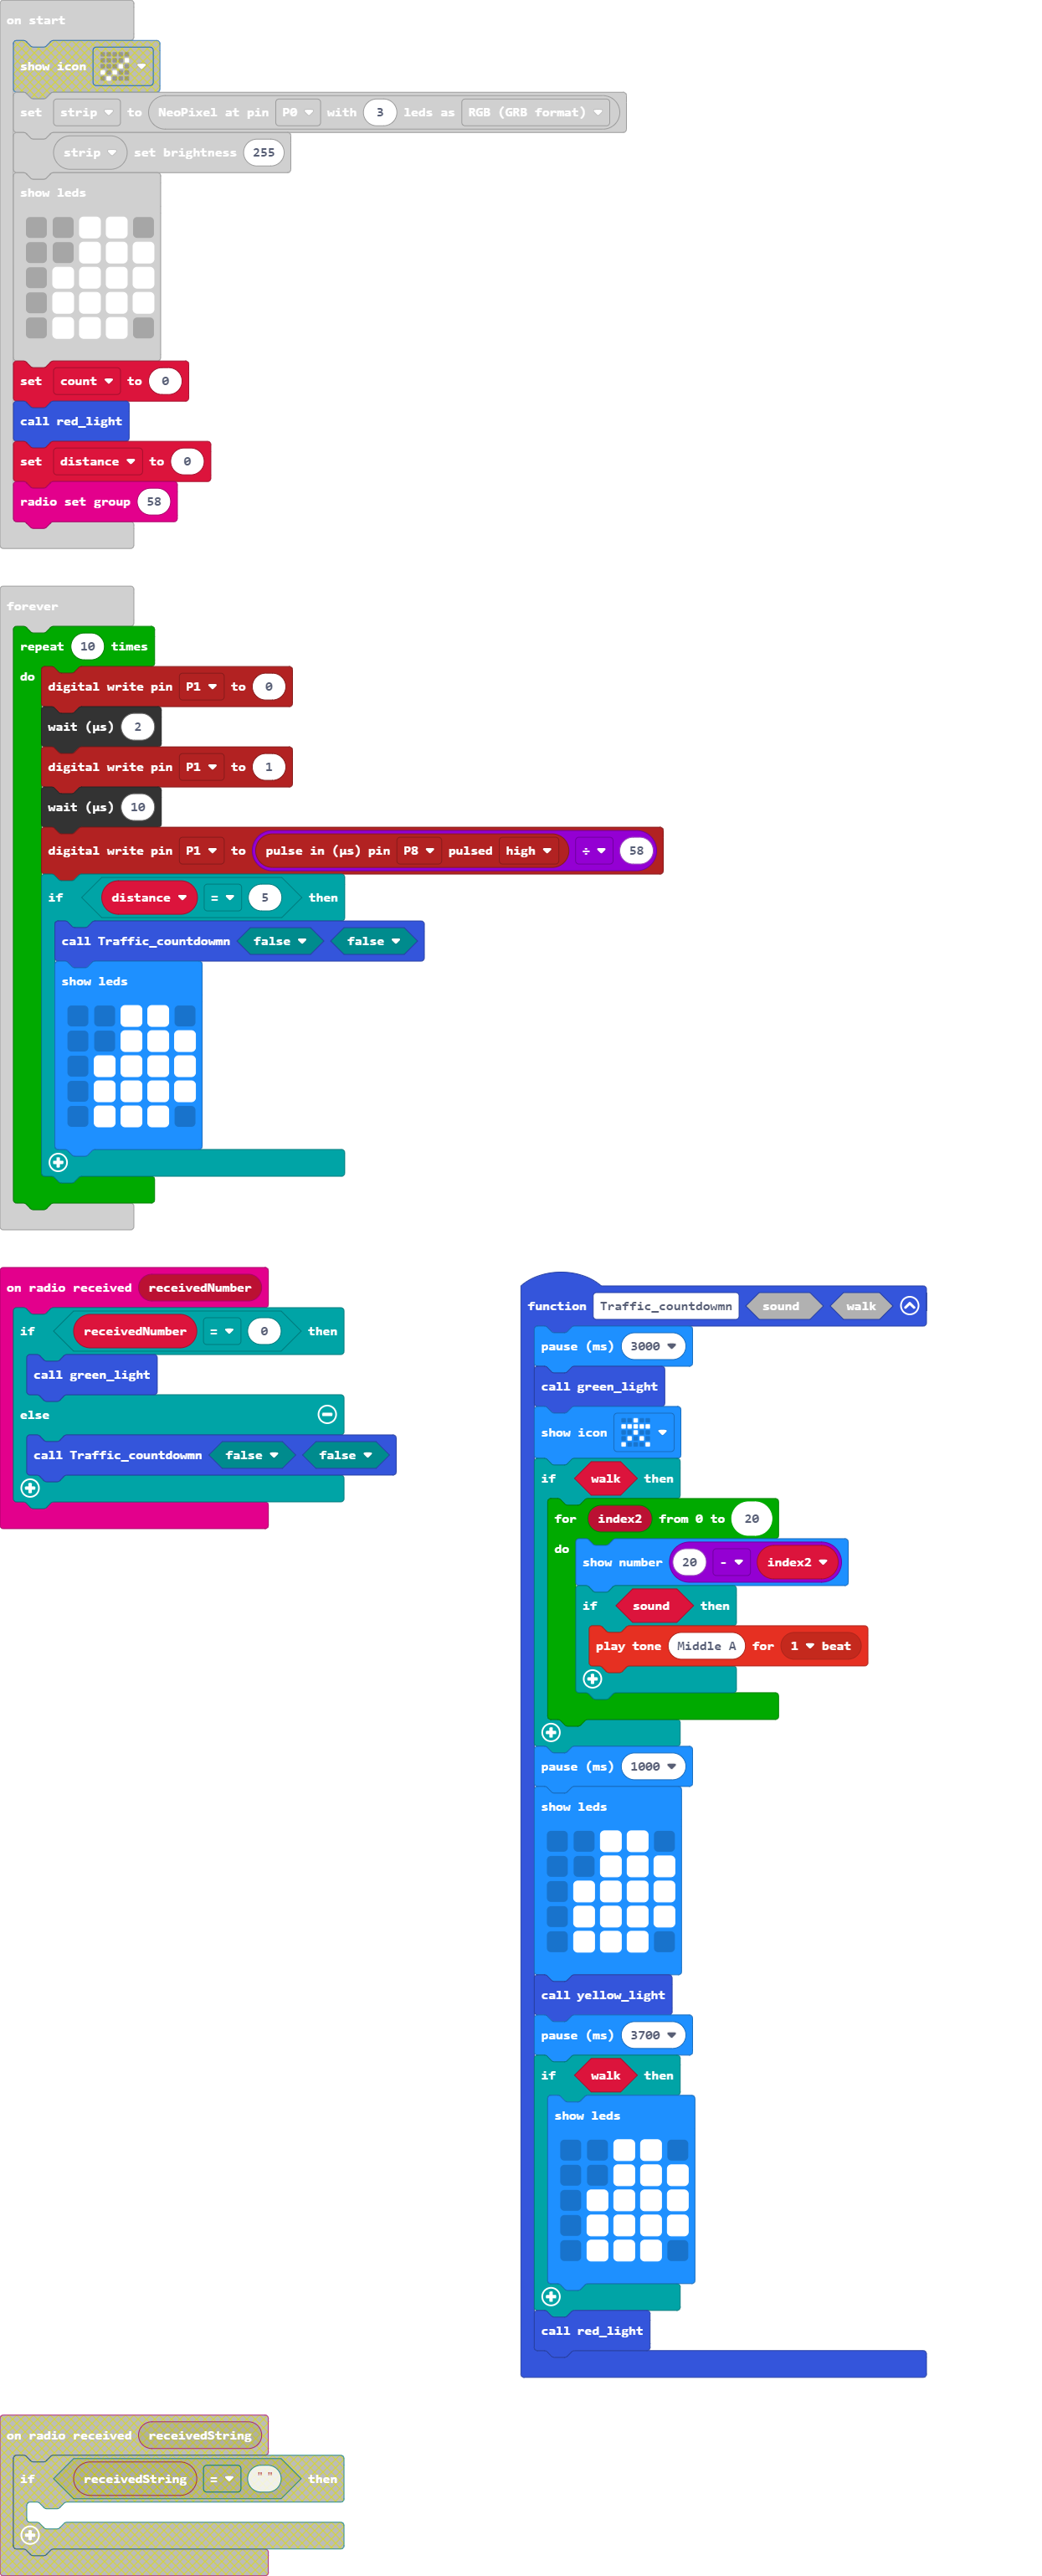 on start
show icon
set strip to NeoPixel at pin P0 with 3 leds as RGB (GRB format)
strip set brightness 255
show leds
set count to 0
call red_light
set distance to 0
radio set group 58
forever
repeat 10 times
do
digital write pin P1 to 0
wait (µs) 2
digital write pin P1 to 1
wait (µs) 10
digital write pin P1 to pulse in (µs) pin P8 pulsed high ÷ 58
if distance = 5 then
call Traffic_countdowmn false false
show leds
on radio received receivedNumber
if receivedNumber = 0 then
call green_light
else
call Traffic_countdowmn false false
function Traffic_countdowmn sound walk
pause (ms) 3000
call green_light
show icon
if walk then
for index2 from 0 to 20
do
show number 20 - index2
if sound then
play tone Middle A for 1 beat
pause (ms) 1000
show leds
call yellow_light
pause (ms) 3700
if walk then
show leds
call red_light
on radio received receivedString
if receivedString = "" then